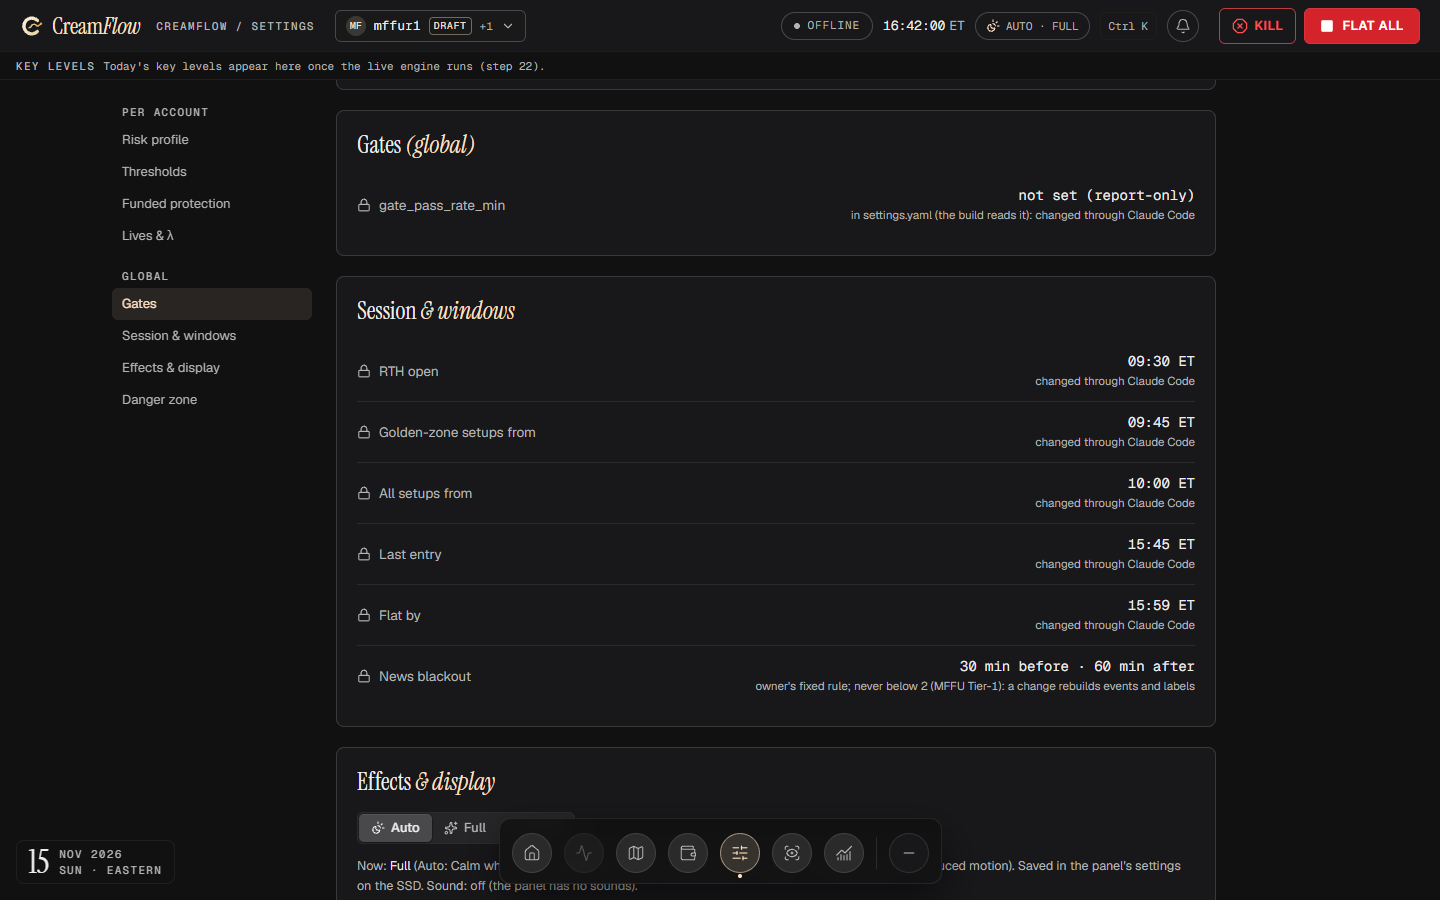 CreamFlow CREAMFLOW / SETTINGS MF mffur1 DRAFT +1 OFFLINE 16:42:00 ET AUTO · FULL Ctrl K KILL FLAT ALL
KEY LEVELS Today's key levels appear here once the live engine runs (step 22).
PER ACCOUNT
Risk profile
Thresholds
Funded protection
Lives & λ
GLOBAL
Gates
Session & windows
Effects & display
Danger zone
Gates (global)
gate_pass_rate_min
not set (report-only)
in settings.yaml (the build reads it): changed through Claude Code
Session & windows
RTH open
09:30 ET
changed through Claude Code
Golden-zone setups from
09:45 ET
changed through Claude Code
All setups from
10:00 ET
changed through Claude Code
Last entry
15:45 ET
changed through Claude Code
Flat by
15:59 ET
changed through Claude Code
News blackout
30 min before · 60 min after
owner's fixed rule; never below 2 (MFFU Tier-1): a change rebuilds events and labels
Effects & display
Auto Full
Now: Full (Auto: Calm wh uced motion). Saved in the panel's settings
on the SSD. Sound: off (the panel has no sounds).
15 NOV 2026
SUN · EASTERN